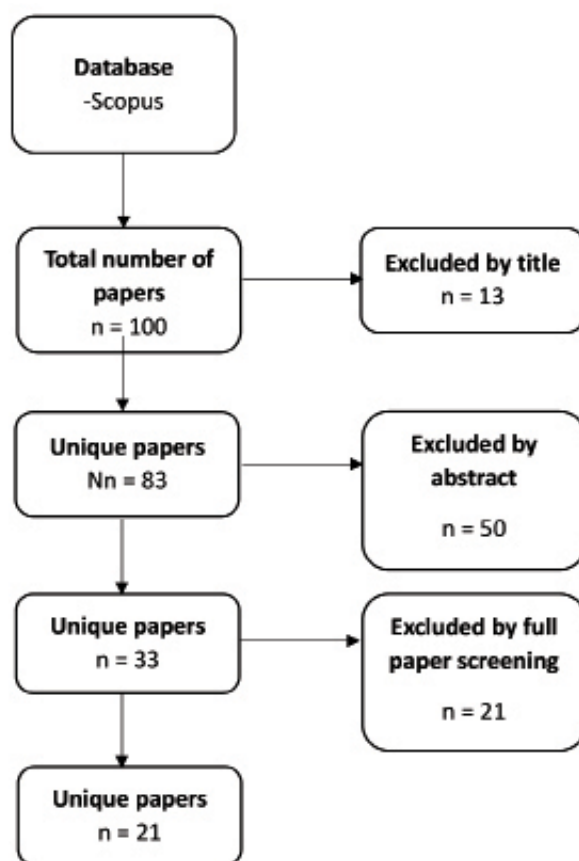 Database
-Scopus
Total number of
papers
n = 100
Excluded by title
n = 13
Unique papers
Nn = 83
Excluded by
abstract
n = 50
Unique papers
n = 33
Excluded by full
paper screening
n = 21
Unique papers
n = 21